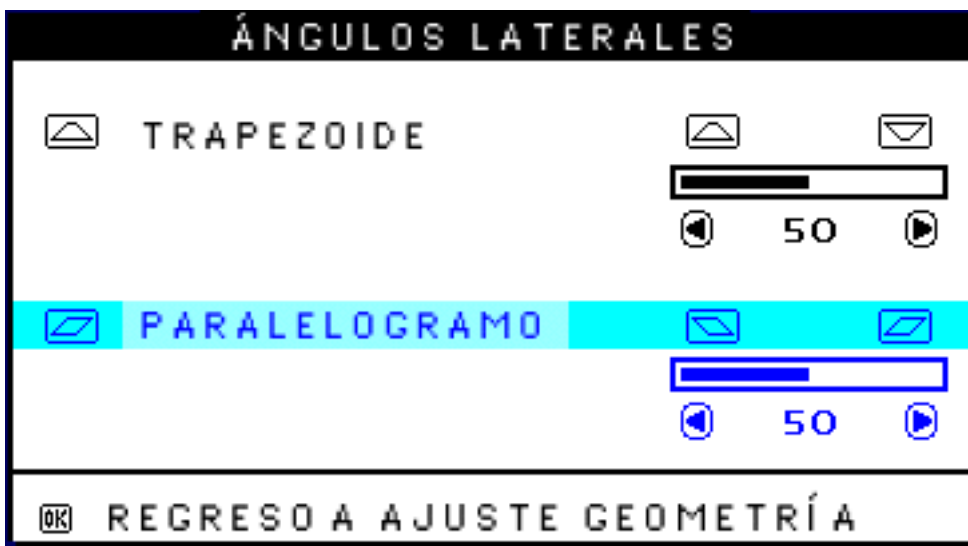 ÁNGULOS LATERALES
TRAPEZOIDE
50
PARALELOGRAMO
50
OK REGRESO A AJUSTE GEOMETRÍA